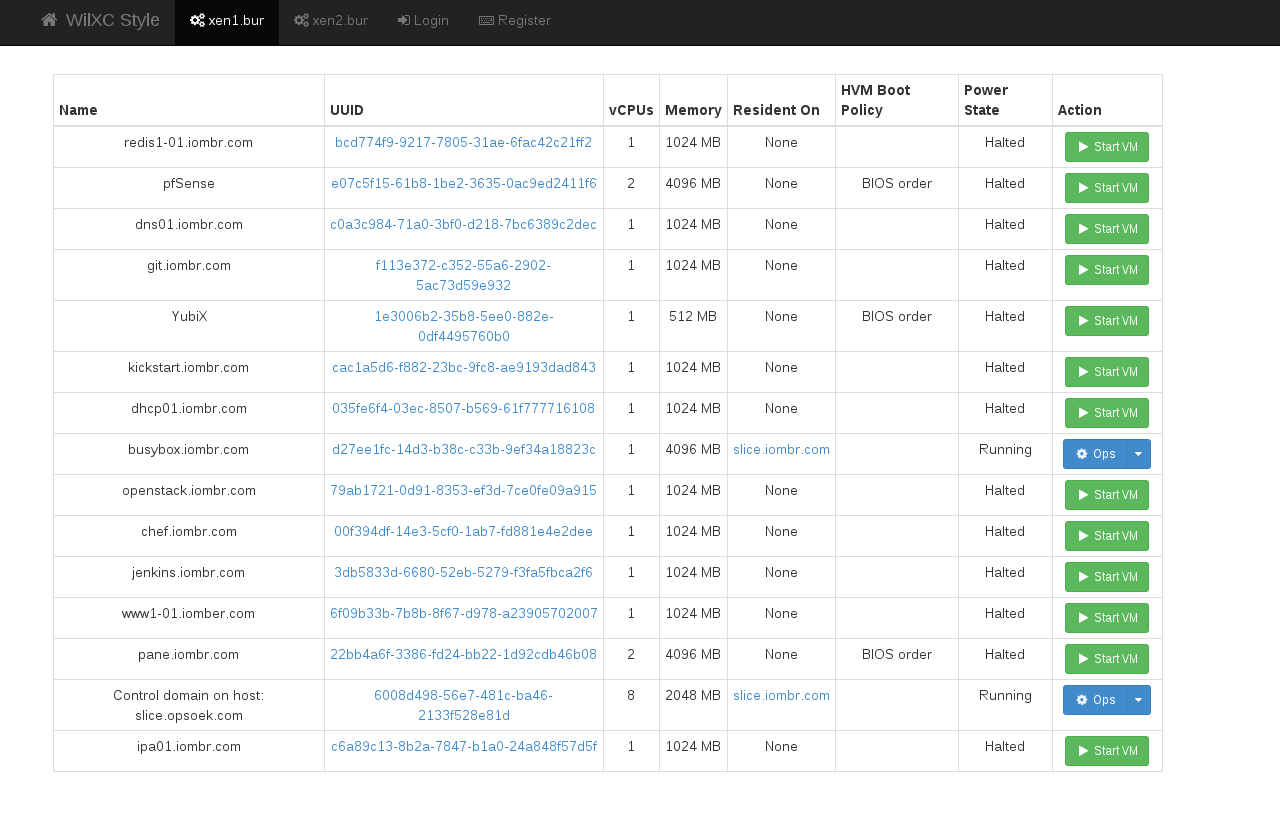 WilXC Style xen1.bur xen2.bur Login Register
Name UUID vCPUs Memory Resident On HVM Boot Policy Power State Action
redis1-01.iombr.com bcd774f9-9217-7805-31ae-6fac42c21ff2 1 1024 MB None Halted Start VM
pfSense e07c5f15-61b8-1be2-3635-0ac9ed2411f6 2 4096 MB None BIOS order Halted Start VM
dns01.iombr.com c0a3c984-71a0-3bf0-d218-7bc6389c2dec 1 1024 MB None Halted Start VM
git.iombr.com f113e372-c352-55a6-2902-5ac73d59e932 1 1024 MB None Halted Start VM
YubiX 1e3006b2-35b8-5ee0-882e-0df4495760b0 1 512 MB None BIOS order Halted Start VM
kickstart.iombr.com cac1a5d6-f882-23bc-9fc8-ae9193dad843 1 1024 MB None Halted Start VM
dhcp01.iombr.com 035fe6f4-03ec-8507-b569-61f777716108 1 1024 MB None Halted Start VM
busybox.iombr.com d27ee1fc-14d3-b38c-c33b-9ef34a18823c 1 4096 MB slice.iombr.com Running Ops
openstack.iombr.com 79ab1721-0d91-8353-ef3d-7ce0fe09a915 1 1024 MB None Halted Start VM
chef.iombr.com 00f394df-14e3-5cf0-1ab7-fd881e4e2dee 1 1024 MB None Halted Start VM
jenkins.iombr.com 3db5833d-6680-52eb-5279-f3fa5fbca2f6 1 1024 MB None Halted Start VM
www1-01.iomber.com 6f09b33b-7b8b-8f67-d978-a23905702007 1 1024 MB None Halted Start VM
pane.iombr.com 22bb4a6f-3386-fd24-bb22-1d92cdb46b08 2 4096 MB None BIOS order Halted Start VM
Control domain on host: slice.opsoek.com 6008d498-56e7-481c-ba46-2133f528e81d 8 2048 MB slice.iombr.com Running Ops
ipa01.iombr.com c6a89c13-8b2a-7847-b1a0-24a848f57d5f 1 1024 MB None Halted Start VM